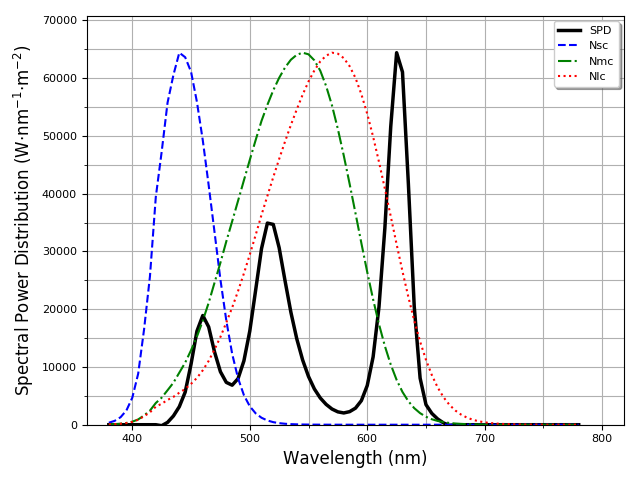 70000
60000
50000
40000
30000
20000
10000
0
400
500
600
700
800
Wavelength (nm)
Spectral Power Distribution (W·nm⁻¹·m⁻²)
SPD
Nsc
Nmc
Nlc